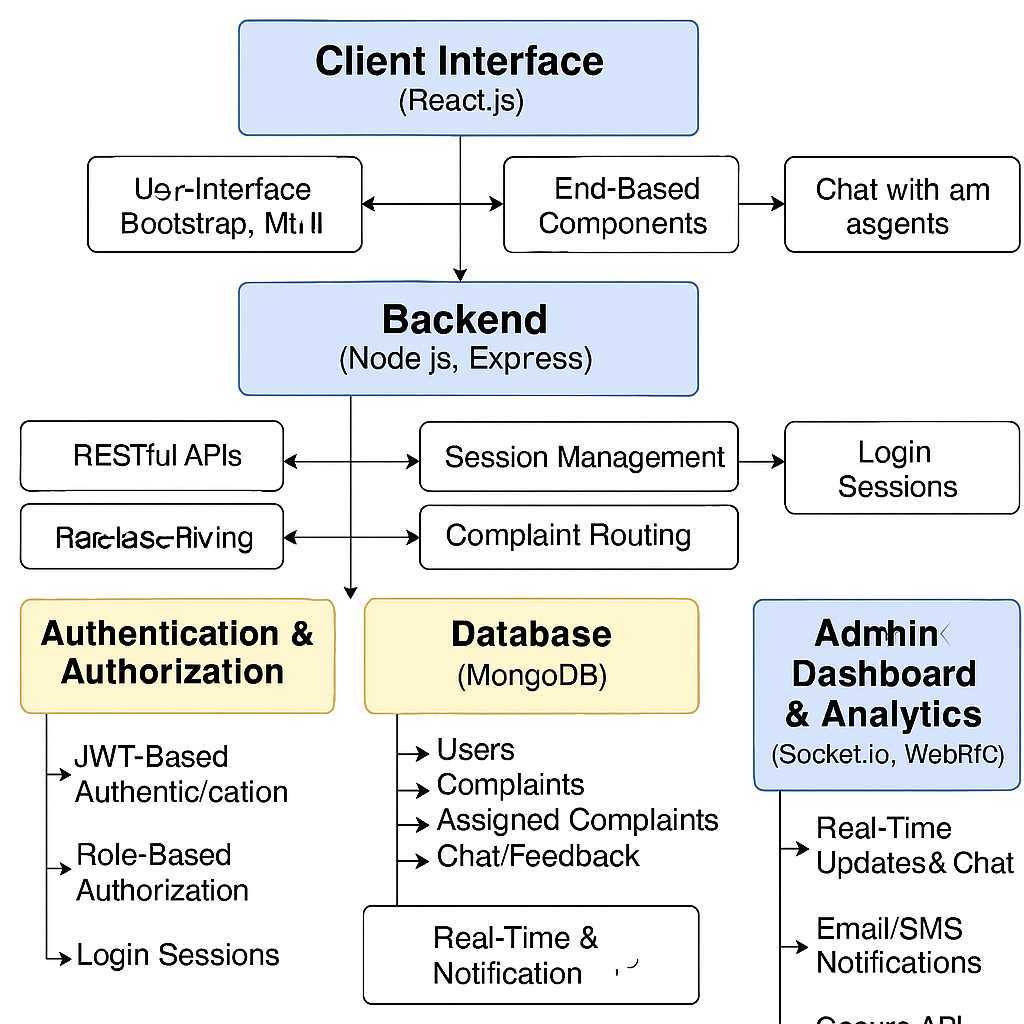 Client Interface
(React.js)
User-Interface
Bootstrap,
End-Based
Components
Chat with am
asgents
Backend
(Node js, Express)
RESTful APIs
Session Management
Login
Sessions
Complaint Routing
Authentication &
Authorization
Database
(MongoDB)
Admhin
Dashboard
& Analytics
(Socket.io, WebRfC)
JWT-Based
Authentic/cation
Role-Based
Authorization
Login Sessions
Users
Complaints
Assigned Complaints
Chat/Feedback
Real-Time &
Notification
Real-Time
Updates & Chat
Email/SMS
Notifications